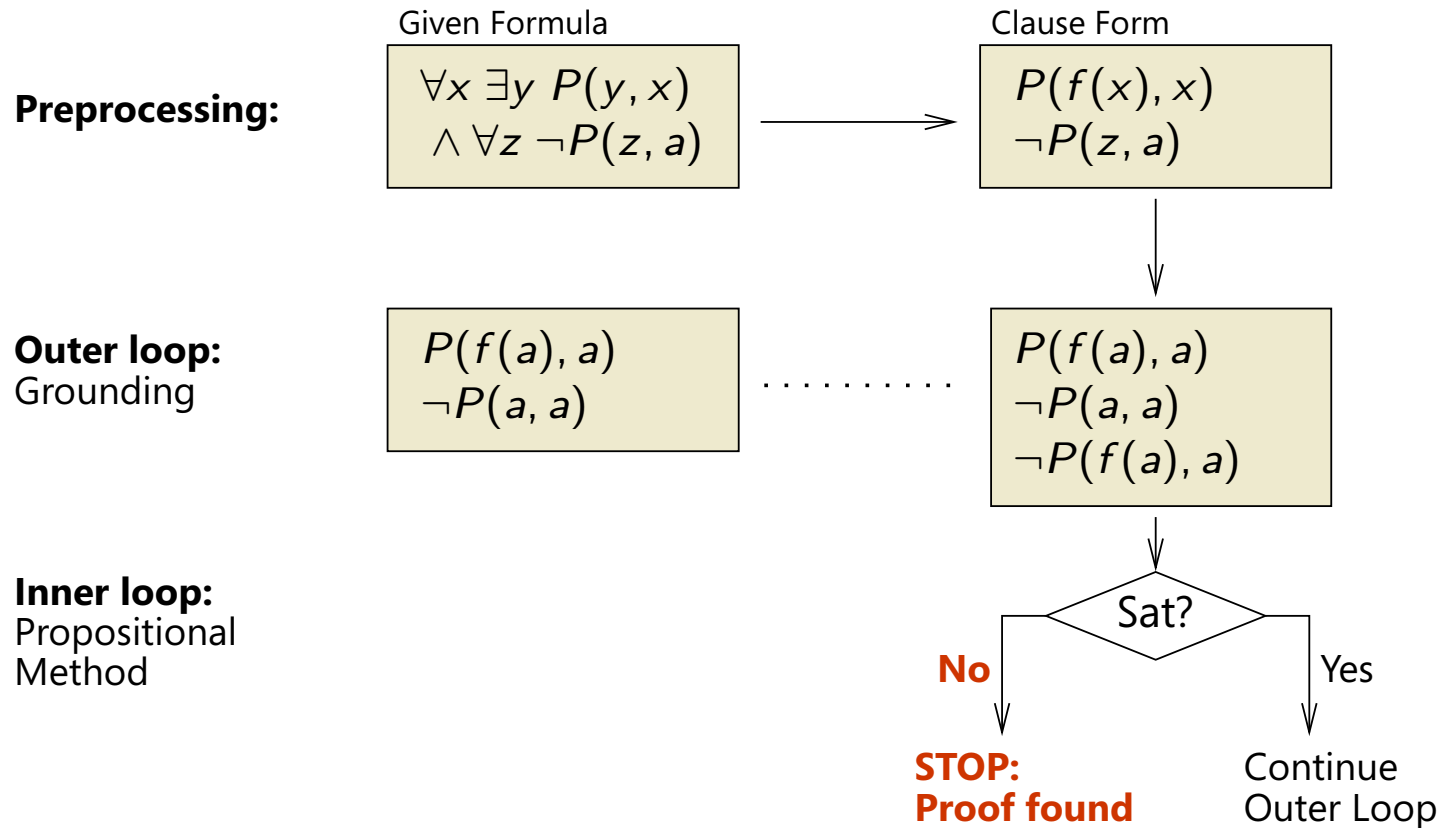 Given Formula
Clause Form
Preprocessing:
∀x ∃y P(y, x)
∧ ∀z ¬P(z, a)
P(f(x), x)
¬P(z, a)
Outer loop:
Grounding
P(f(a), a)
¬P(a, a)
. . . . . . . . . .
P(f(a), a)
¬P(a, a)
¬P(f(a), a)
Inner loop:
Propositional
Method
Sat?
No
Yes
STOP:
Proof found
Continue
Outer Loop